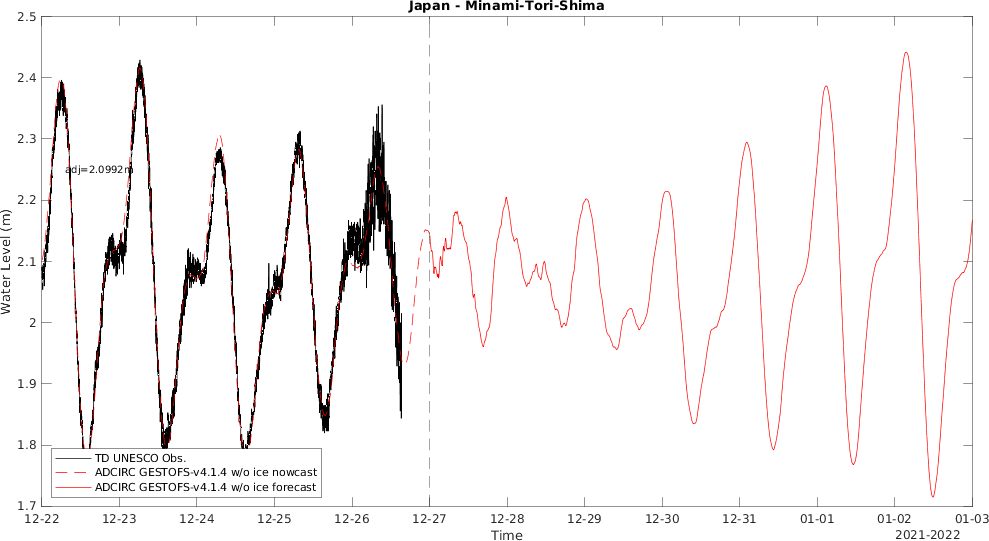 Japan - Minami-Tori-Shima
2.5
2.4
2.3
2.2
2.1
2
1.9
1.8
1.7
Water Level (m)
adj=2.0992m
TD UNESCO Obs.
ADCIRC GESTOFS-v4.1.4 w/o ice nowcast
ADCIRC GESTOFS-v4.1.4 w/o ice forecast
12-22 12-23 12-24 12-25 12-26 12-27 12-28 12-29 12-30 12-31 01-01 01-02 01-03
Time
2021-2022